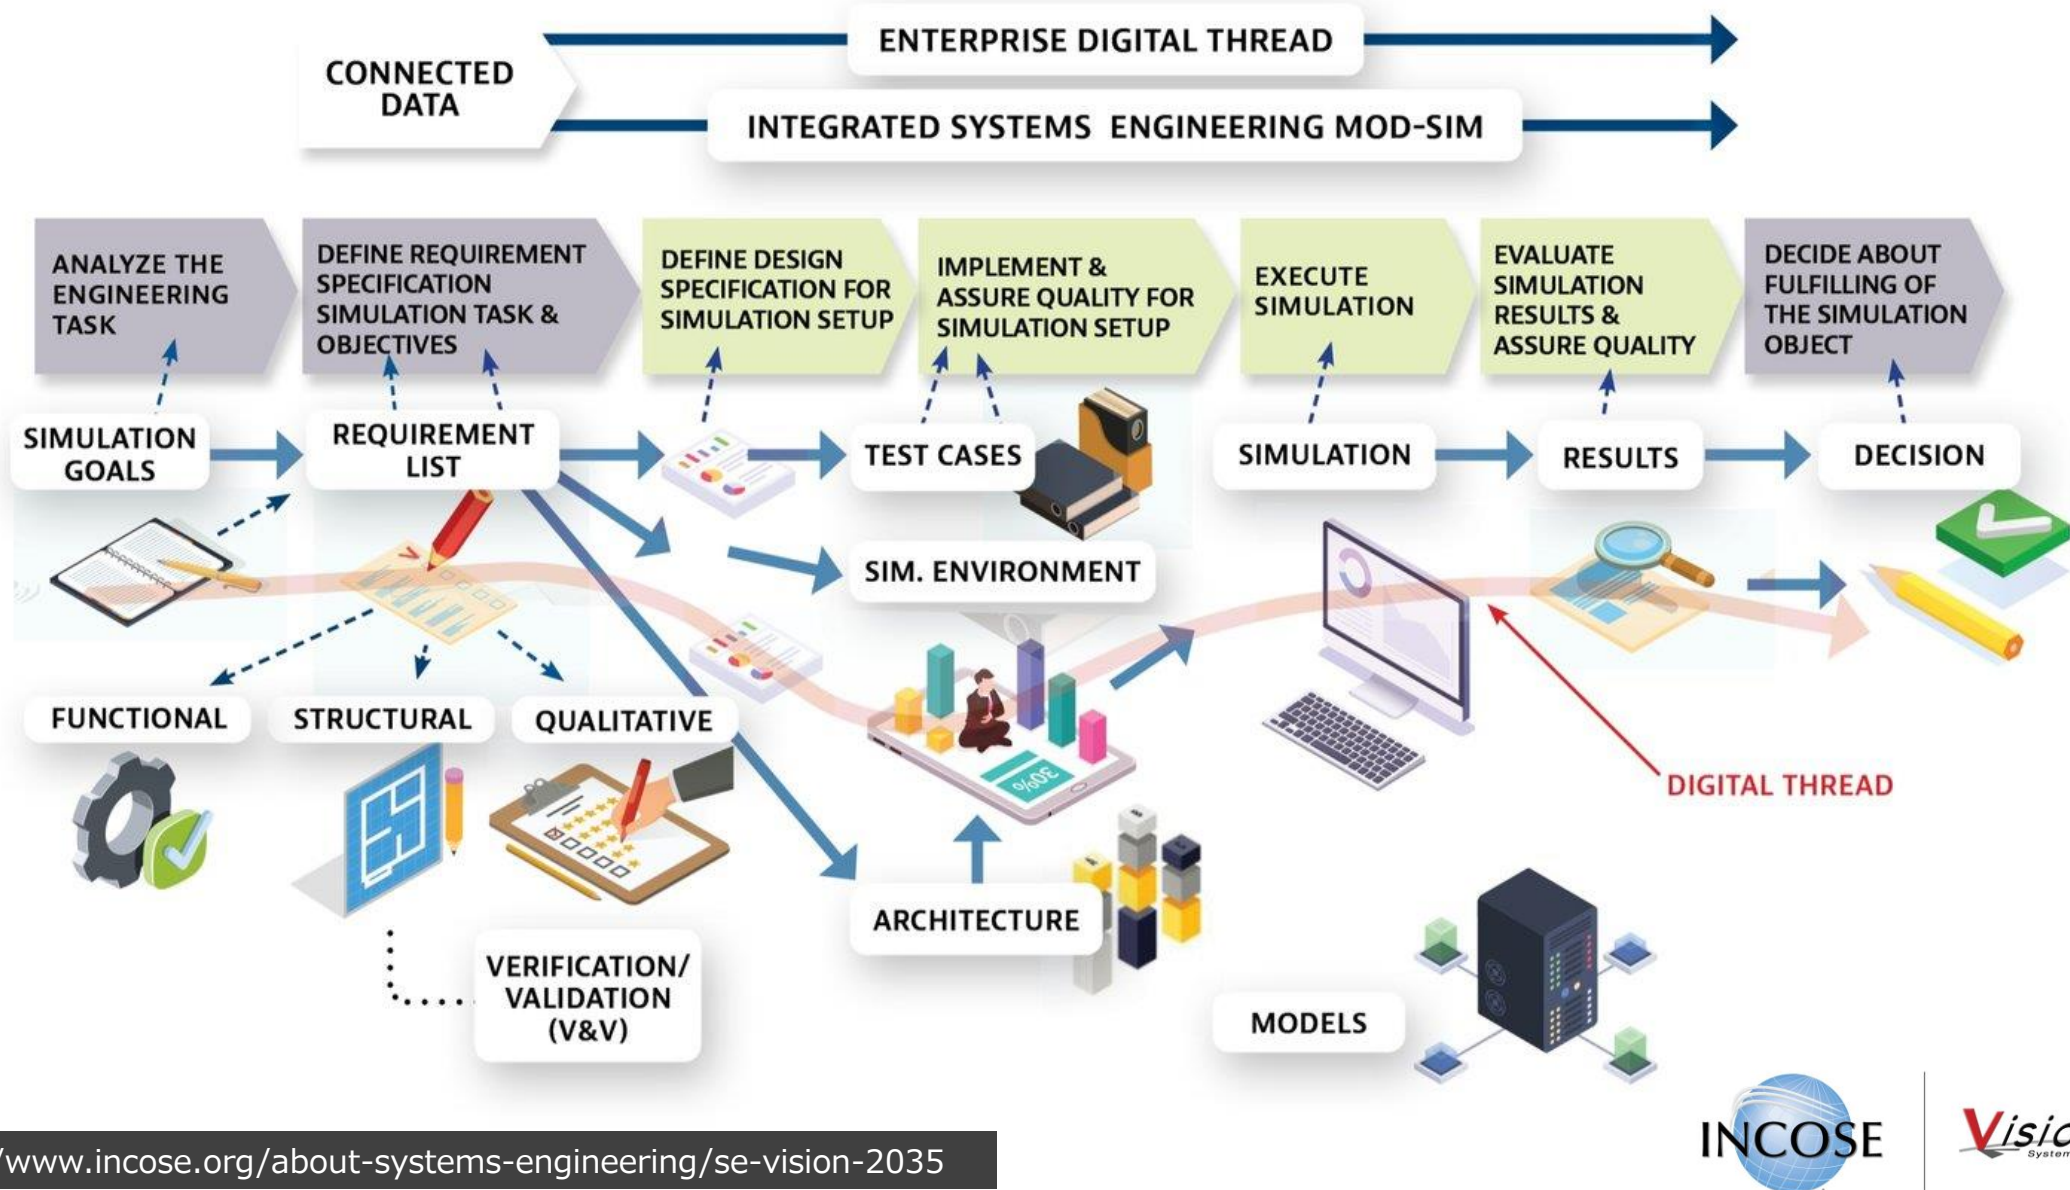 ENTERPRISE DIGITAL THREAD
CONNECTED
DATA
INTEGRATED SYSTEMS ENGINEERING MOD-SIM
ANALYZE THE
ENGINEERING
TASK
DEFINE REQUIREMENT
SPECIFICATION
SIMULATION TASK &
OBJECTIVES
DEFINE DESIGN
SPECIFICATION FOR
SIMULATION SETUP
IMPLEMENT &
ASSURE QUALITY FOR
SIMULATION SETUP
EXECUTE
SIMULATION
EVALUATE
SIMULATION
RESULTS &
ASSURE QUALITY
DECIDE ABOUT
FULFILLING OF
THE SIMULATION
OBJECT
SIMULATION
GOALS
REQUIREMENT
LIST
TEST CASES
SIMULATION
RESULTS
DECISION
SIM. ENVIRONMENT
FUNCTIONAL
STRUCTURAL
QUALITATIVE
30%
DIGITAL THREAD
ARCHITECTURE
VERIFICATION/
VALIDATION
(V&V)
MODELS
INCOSE
Visio
System
/www.incose.org/about-systems-engineering/se-vision-2035